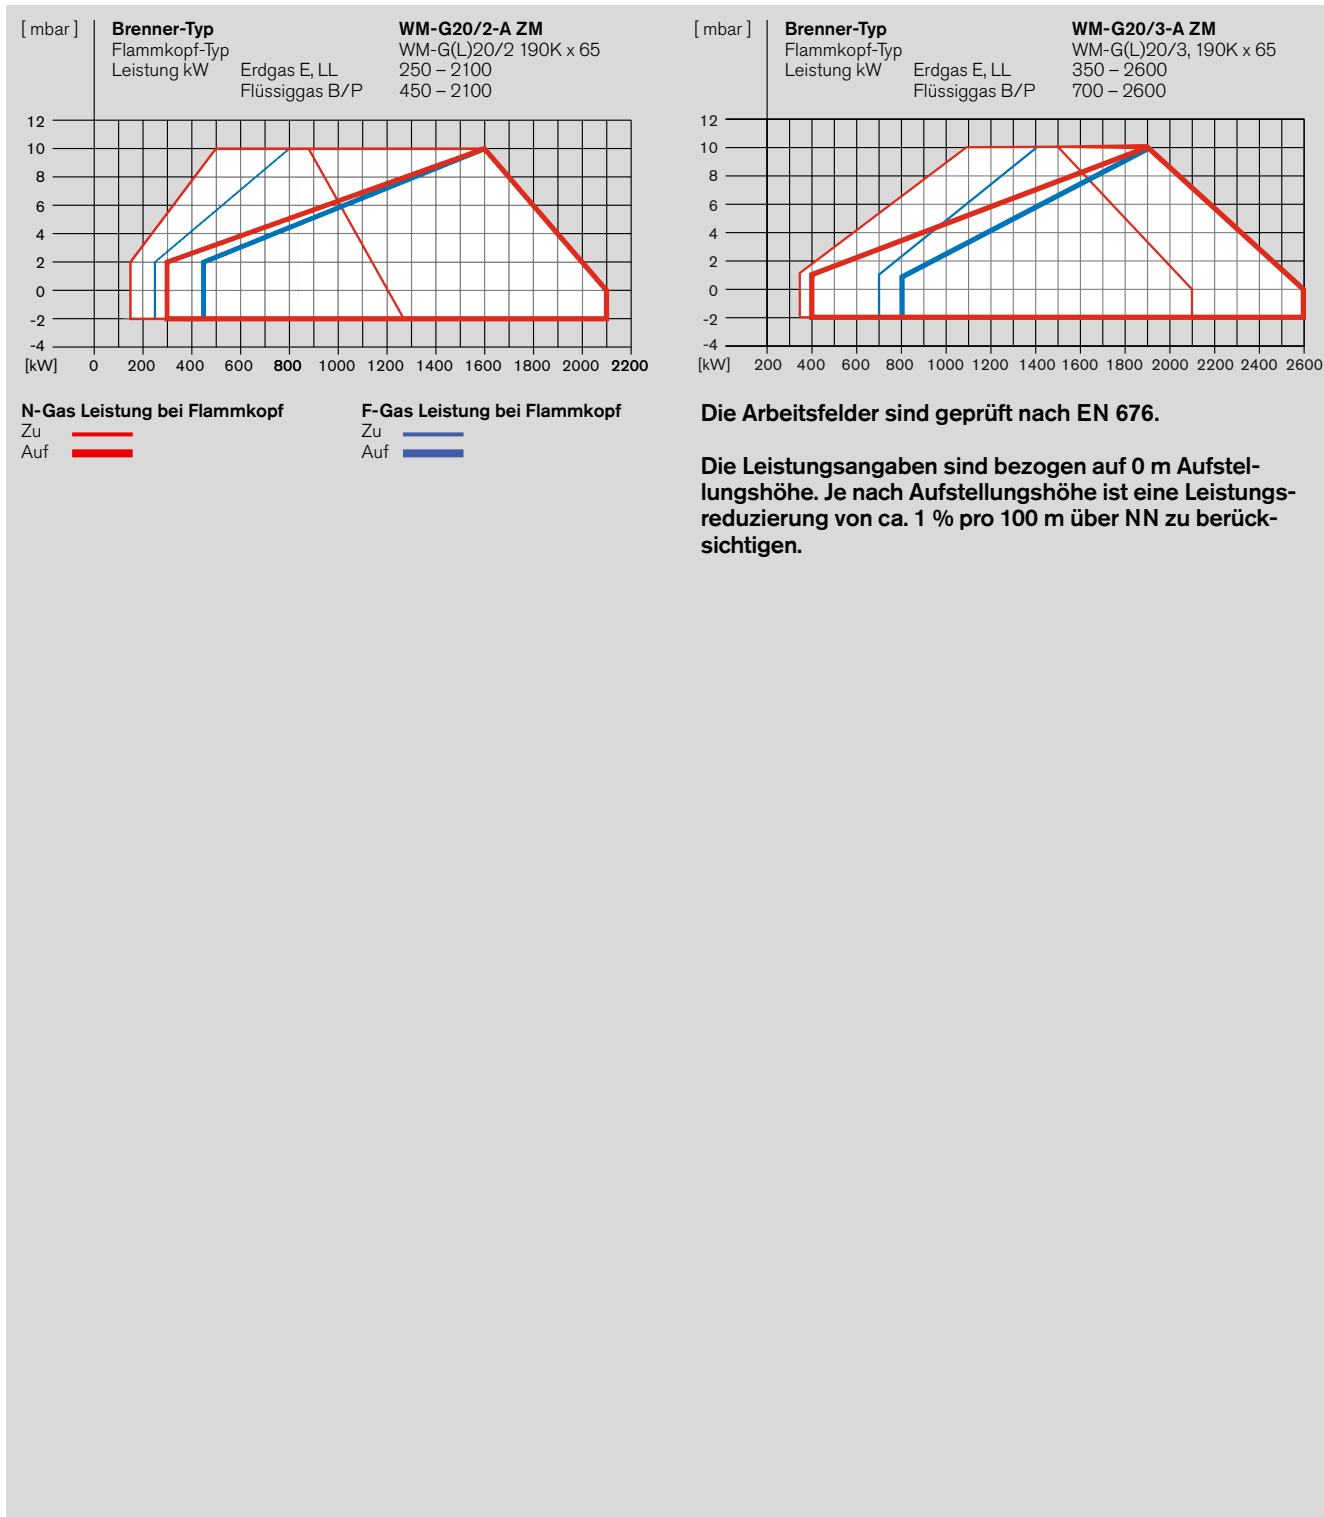 [ mbar ]
Brenner-Typ WM-G20/2-A ZM
Flammkopf-Typ WM-G(L)20/2 190K x 65
Leistung kW Erdgas E, LL 250 – 2100
Flüssiggas B/P 450 – 2100
12
10
8
6
4
2
0
-2
-4
[kW] 0 200 400 600 800 1000 1200 1400 1600 1800 2000 2200
N-Gas Leistung bei Flammkopf
Zu
Auf
F-Gas Leistung bei Flammkopf
Zu
Auf
[ mbar ]
Brenner-Typ WM-G20/3-A ZM
Flammkopf-Typ WM-G(L)20/3, 190K x 65
Leistung kW Erdgas E, LL 350 – 2600
Flüssiggas B/P 700 – 2600
12
10
8
6
4
2
0
-2
-4
[kW] 200 400 600 800 1000 1200 1400 1600 1800 2000 2200 2400 2600
Die Arbeitsfelder sind geprüft nach EN 676.
Die Leistungsangaben sind bezogen auf 0 m Aufstel-
lungshöhe. Je nach Aufstellungshöhe ist eine Leistungs-
reduzierung von ca. 1 % pro 100 m über NN zu berück-
sichtigen.